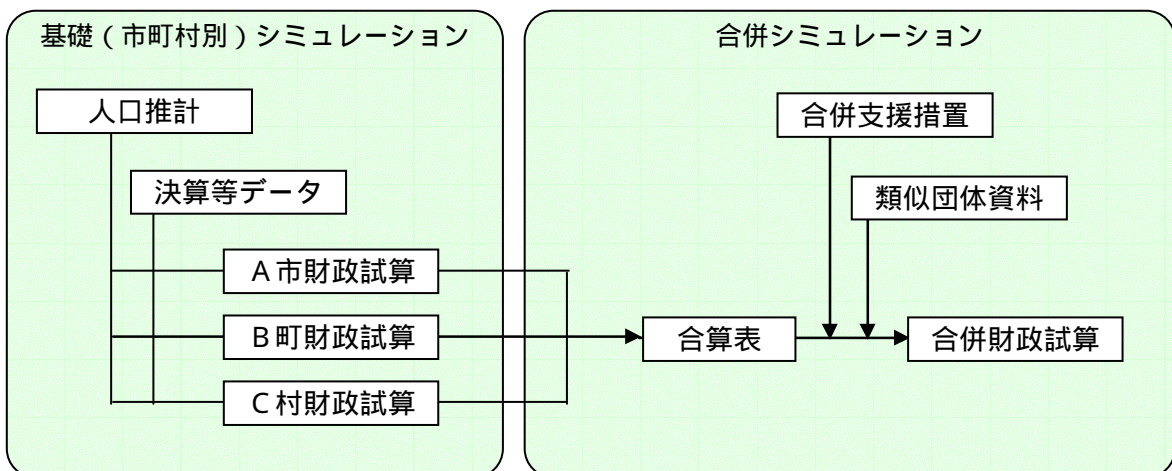 基礎（市町村別）シミュレーション
人口推計
決算等データ
Ａ市財政試算
Ｂ町財政試算
Ｃ村財政試算
合併シミュレーション
合併支援措置
類似団体資料
合算表
合併財政試算